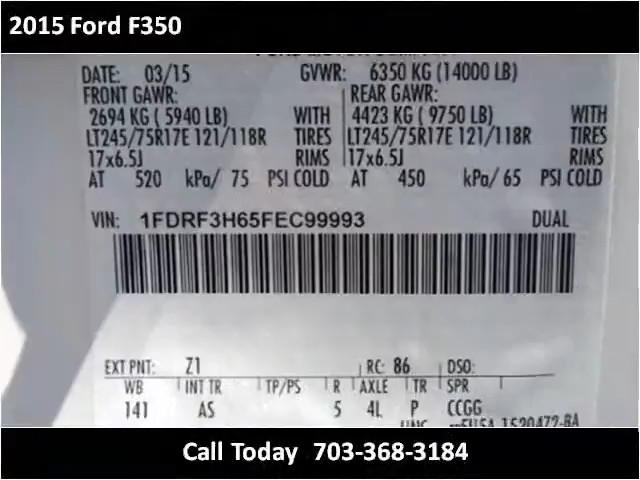 2015 Ford F350
DATE: 03/15 GVWR: 6350 KG (14000 LB)
FRONT GAWR: REAR GAWR:
2694 KG ( 5940 LB) WITH 4423 KG ( 9750 LB) WITH
LT245/75R17E 121/118R TIRES LT245/75R17E 121/118R TIRES
17x6.5J RIMS 17x6.5J RIMS
AT 520 kPa/ 75 PSI COLD AT 450 kPa/ 65 PSI COLD
VIN: 1FDRF3H65FEC99993 DUAL
EXT PNT: Z1 RC: 86 DSO:
WB INT TR TP/PS R AXLE TR SPR
141 AS 5 4L P CCGG
Call Today 703-368-3184